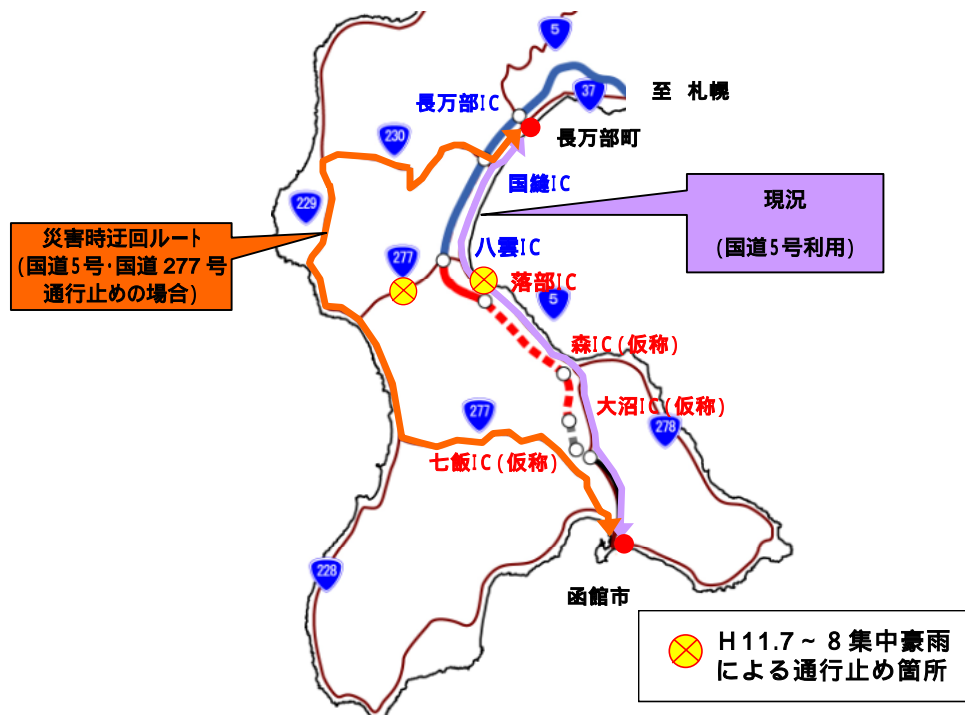 5
至 札幌
37
長万部IC
長万部町
230
国縫IC
現況
(国道5号利用)
229
災害時迂回ルート
(国道5号・国道277号
通行止めの場合)
八雲IC
277
落部IC
5
森IC(仮称)
大沼IC(仮称)
277
278
七飯IC(仮称)
228
函館市
H11.7~8集中豪雨
による通行止め箇所